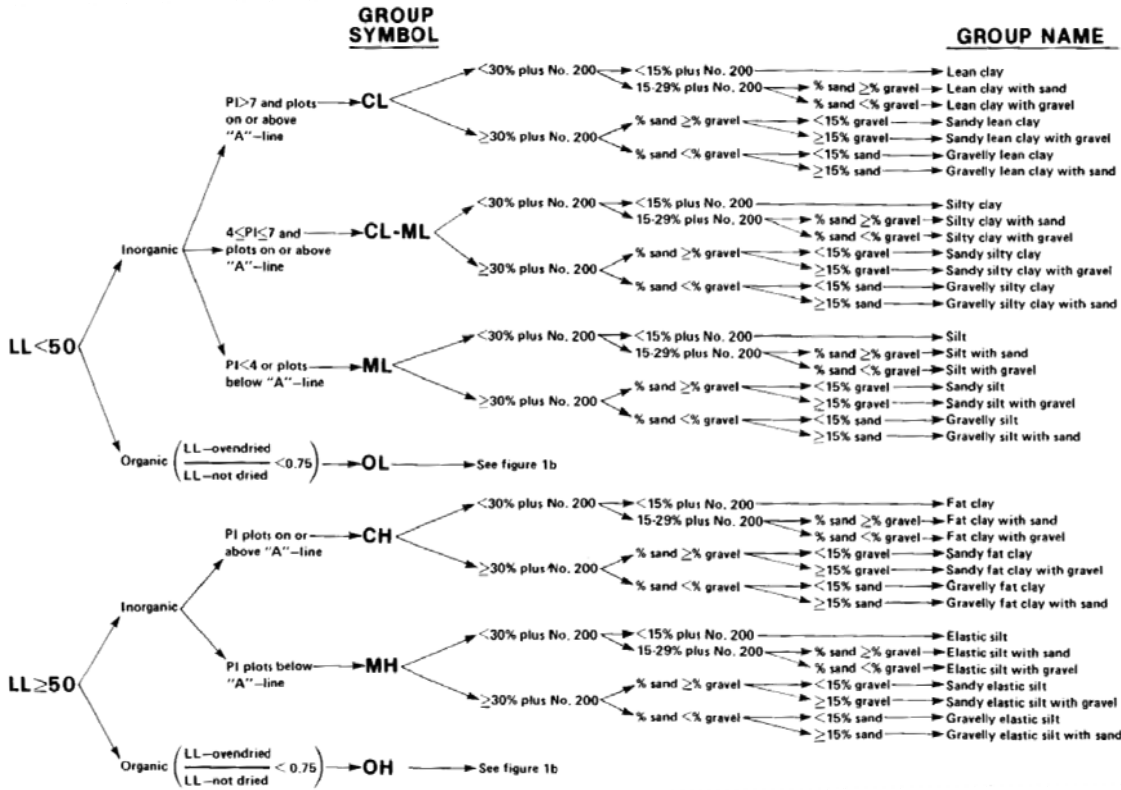 GROUP SYMBOL
GROUP NAME
<30% plus No. 200
<15% plus No. 200
Lean clay
15-29% plus No. 200
% sand ≥% gravel
Lean clay with sand
% sand <% gravel
Lean clay with gravel
PI>7 and plots
on or above
"A"-line
CL
≥30% plus No. 200
% sand ≥% gravel
<15% gravel
Sandy lean clay
≥15% gravel
Sandy lean clay with gravel
% sand <% gravel
<15% sand
Gravelly lean clay
≥15% sand
Gravelly lean clay with sand
LL<50
Inorganic
4≤PI≤7 and
plots on or above
"A"-line
CL-ML
<30% plus No. 200
<15% plus No. 200
Silty clay
15-29% plus No. 200
% sand ≥% gravel
Silty clay with sand
% sand <% gravel
Silty clay with gravel
≥30% plus No. 200
% sand ≥% gravel
<15% gravel
Sandy silty clay
≥15% gravel
Sandy silty clay with gravel
% sand <% gravel
<15% sand
Gravelly silty clay
≥15% sand
Gravelly silty clay with sand
PI<4 or plots
below "A"-line
ML
<30% plus No. 200
<15% plus No. 200
Silt
15-29% plus No. 200
% sand ≥% gravel
Silt with sand
% sand <% gravel
Silt with gravel
≥30% plus No. 200
% sand ≥% gravel
<15% gravel
Sandy silt
≥15% gravel
Sandy silt with gravel
% sand <% gravel
<15% sand
Gravelly silt
≥15% sand
Gravelly silt with sand
Organic (LL-ovendried / LL-not dried <0.75)
OL
See figure 1b
LL≥50
Inorganic
PI plots on or
above "A"-line
CH
<30% plus No. 200
<15% plus No. 200
Fat clay
15-29% plus No. 200
% sand ≥% gravel
Fat clay with sand
% sand <% gravel
Fat clay with gravel
≥30% plus No. 200
% sand ≥% gravel
<15% gravel
Sandy fat clay
≥15% gravel
Sandy fat clay with gravel
% sand <% gravel
<15% sand
Gravelly fat clay
≥15% sand
Gravelly fat clay with sand
PI plots below
"A"-line
MH
<30% plus No. 200
<15% plus No. 200
Elastic silt
15-29% plus No. 200
% sand ≥% gravel
Elastic silt with sand
% sand <% gravel
Elastic silt with gravel
≥30% plus No. 200
% sand ≥% gravel
<15% gravel
Sandy elastic silt
≥15% gravel
Sandy elastic silt with gravel
% sand <% gravel
<15% sand
Gravelly elastic silt
≥15% sand
Gravelly elastic silt with sand
Organic (LL-ovendried / LL-not dried < 0.75)
OH
See figure 1b